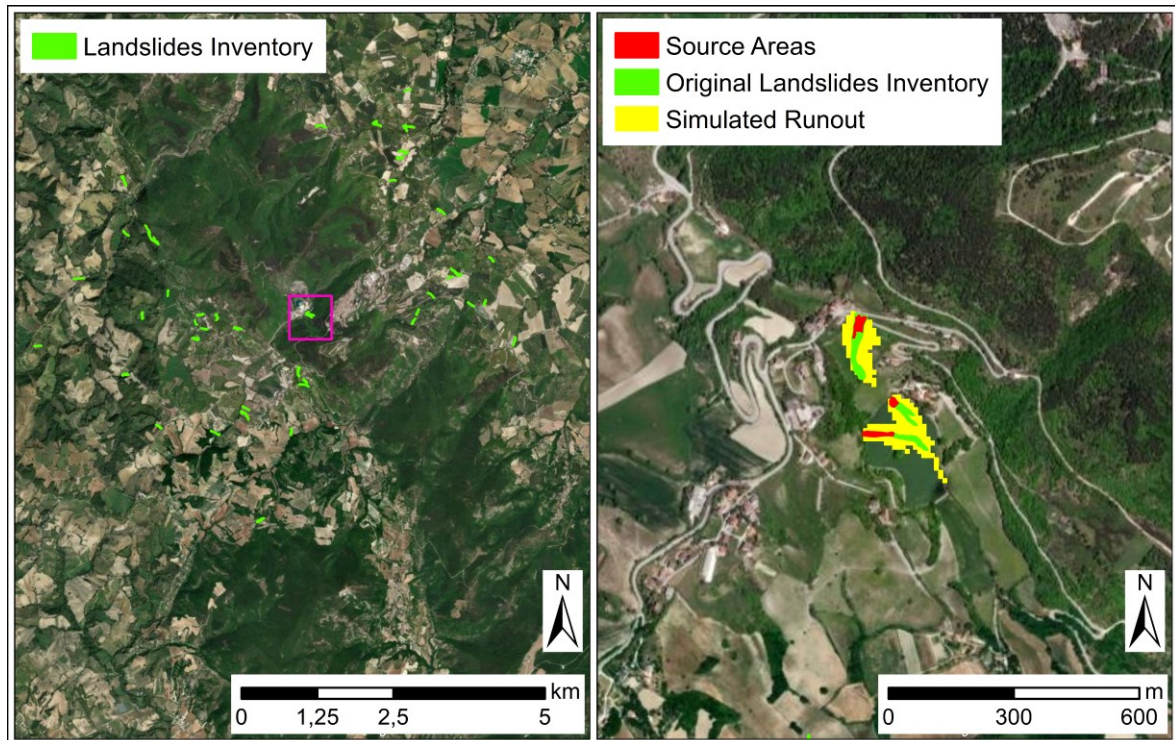 Landslides Inventory
N
km
0 1,25 2,5 5
Source Areas
Original Landslides Inventory
Simulated Runout
N
m
0 300 600